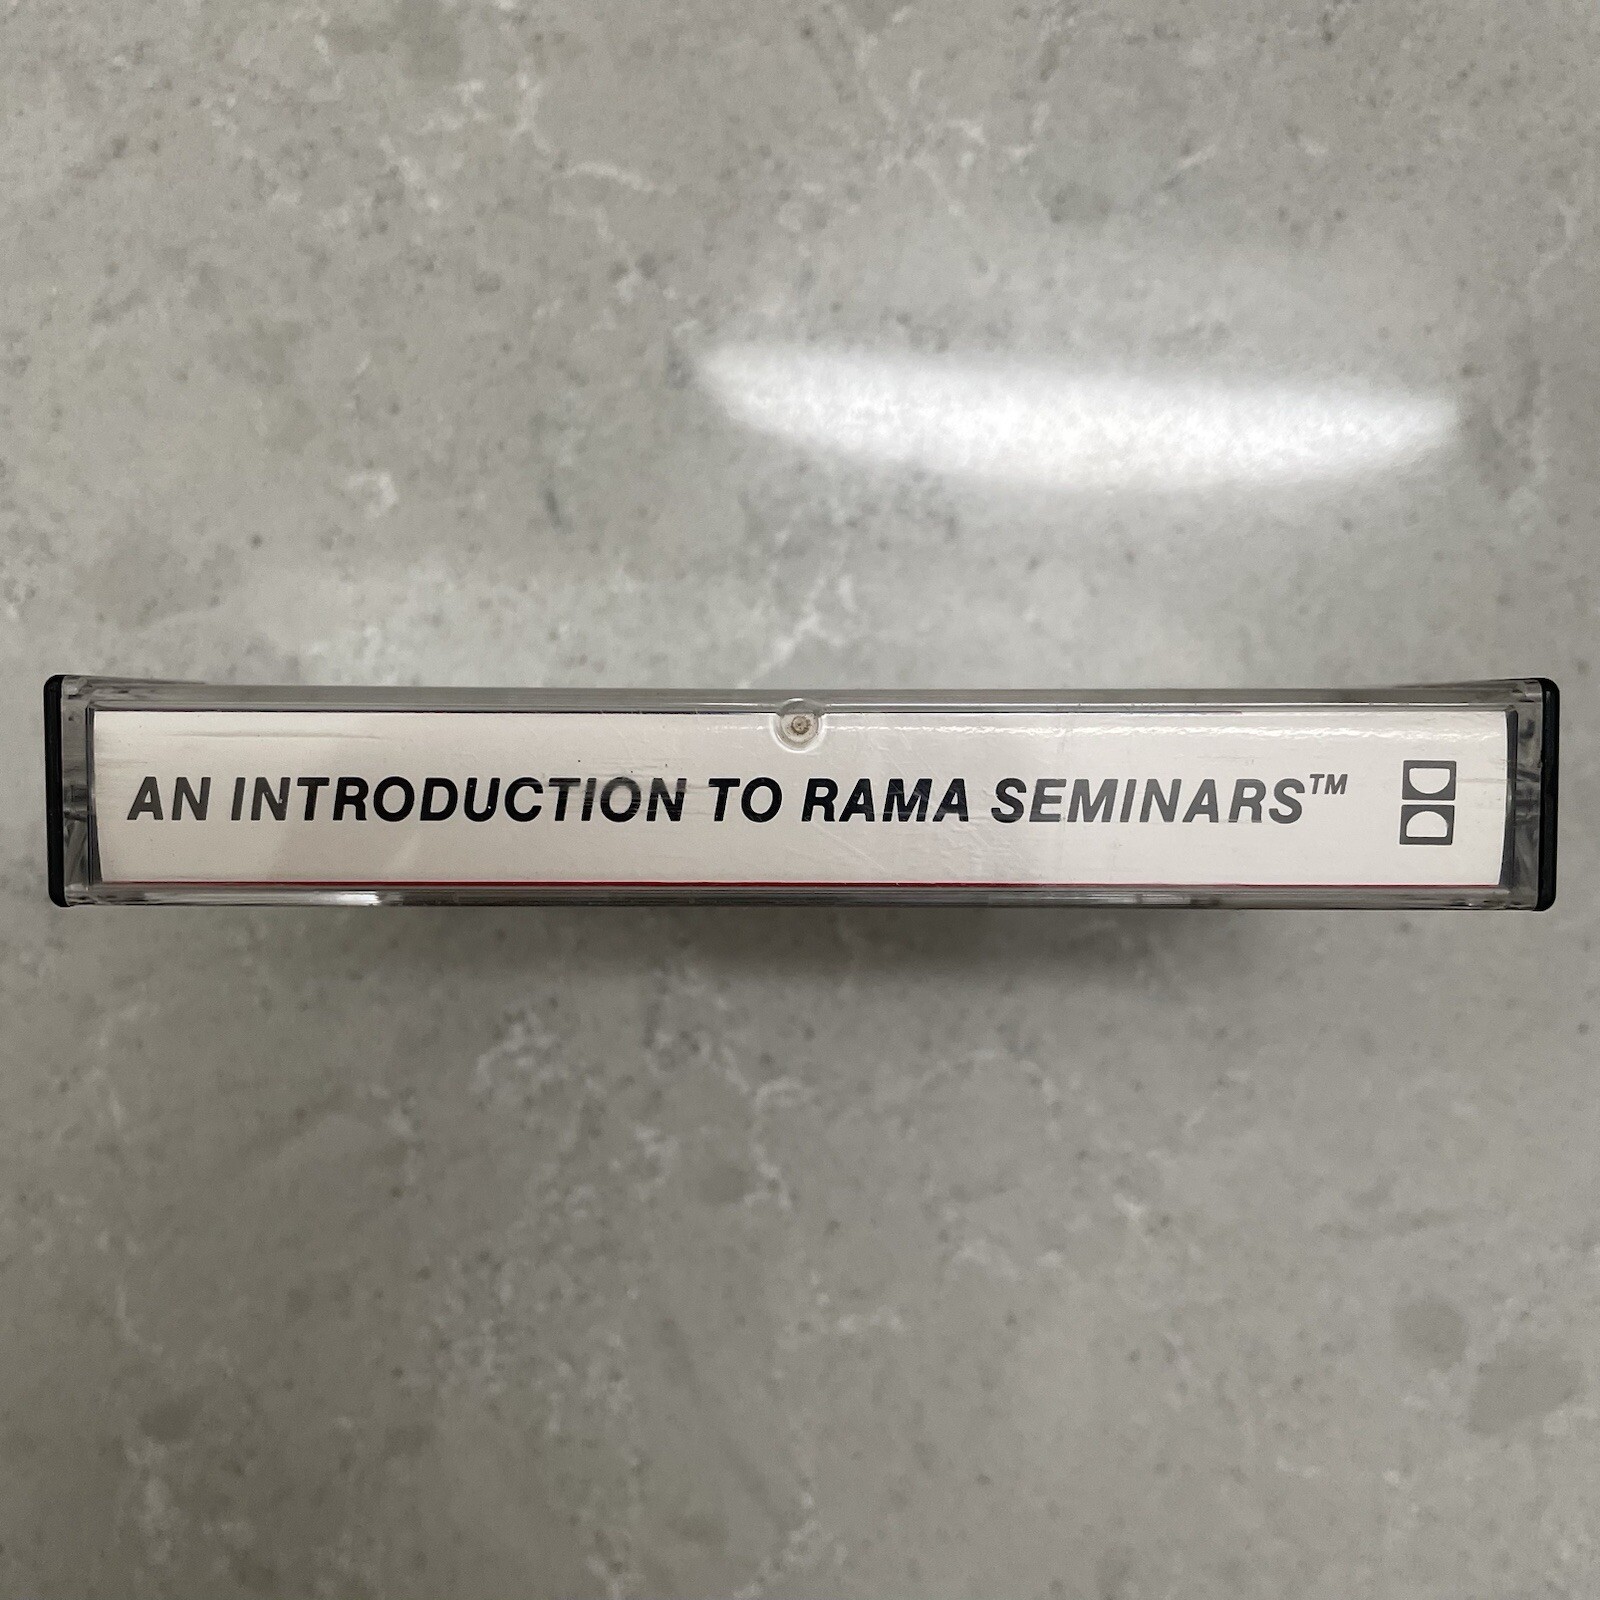 AN INTRODUCTION TO RAMA SEMINARS™